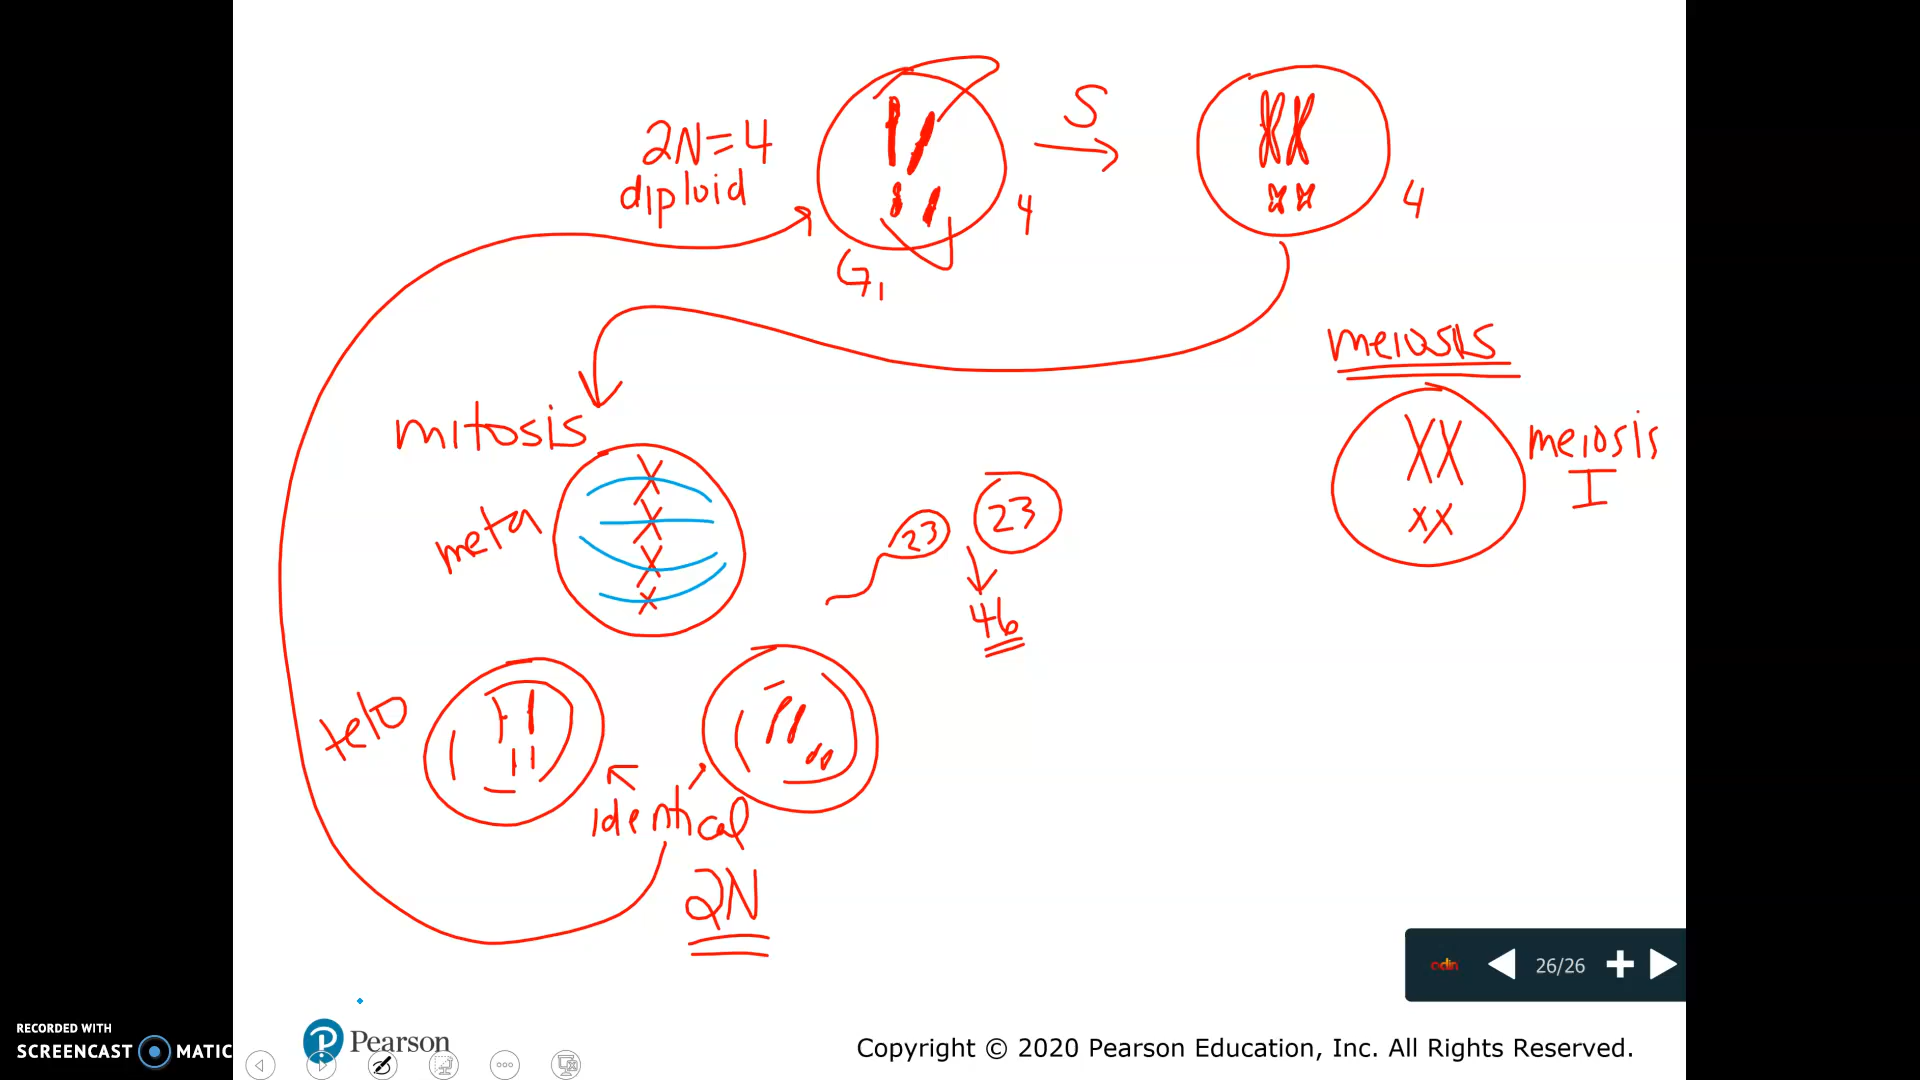 2N=4
diploid
S
4
4
G1
meiosis
mitosis
meiosis
I
meta
23
23
46
telo
identical
2N
odin
26/26
RECORDED WITH
SCREENCAST MATIC
P Pearson
Copyright © 2020 Pearson Education, Inc. All Rights Reserved.